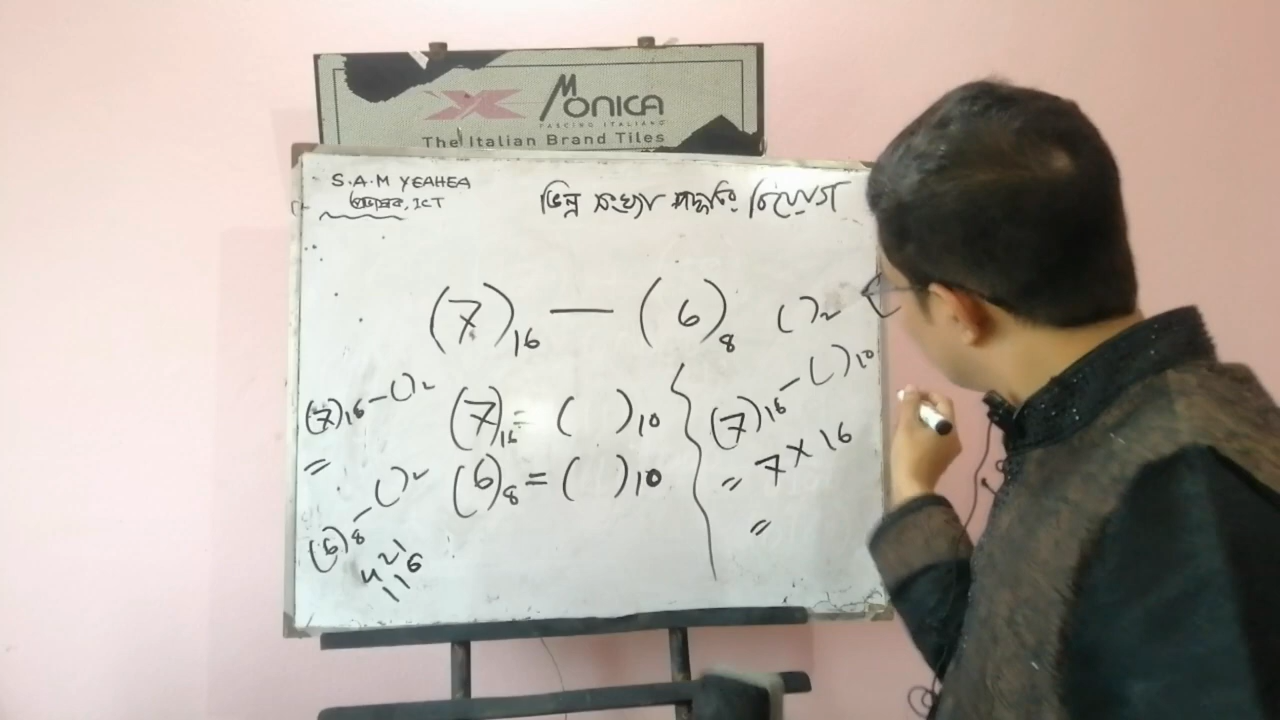 MONICA
FASCINO ITALIANO
The Italian Brand Tiles
S.A.M YEAHEA
প্রভাষক, ICT
ভিন্ন সংখ্যা পদ্ধতির বিয়োগ
(7)16 — (6)8 ( )2
(7)16 – ( )2
=
(6)8 – ( )2
4 2 1
1 1 0
(7)16 = ( )10
(6)8 = ( )10
(7)16 – ( )10
= 7 × 16
=